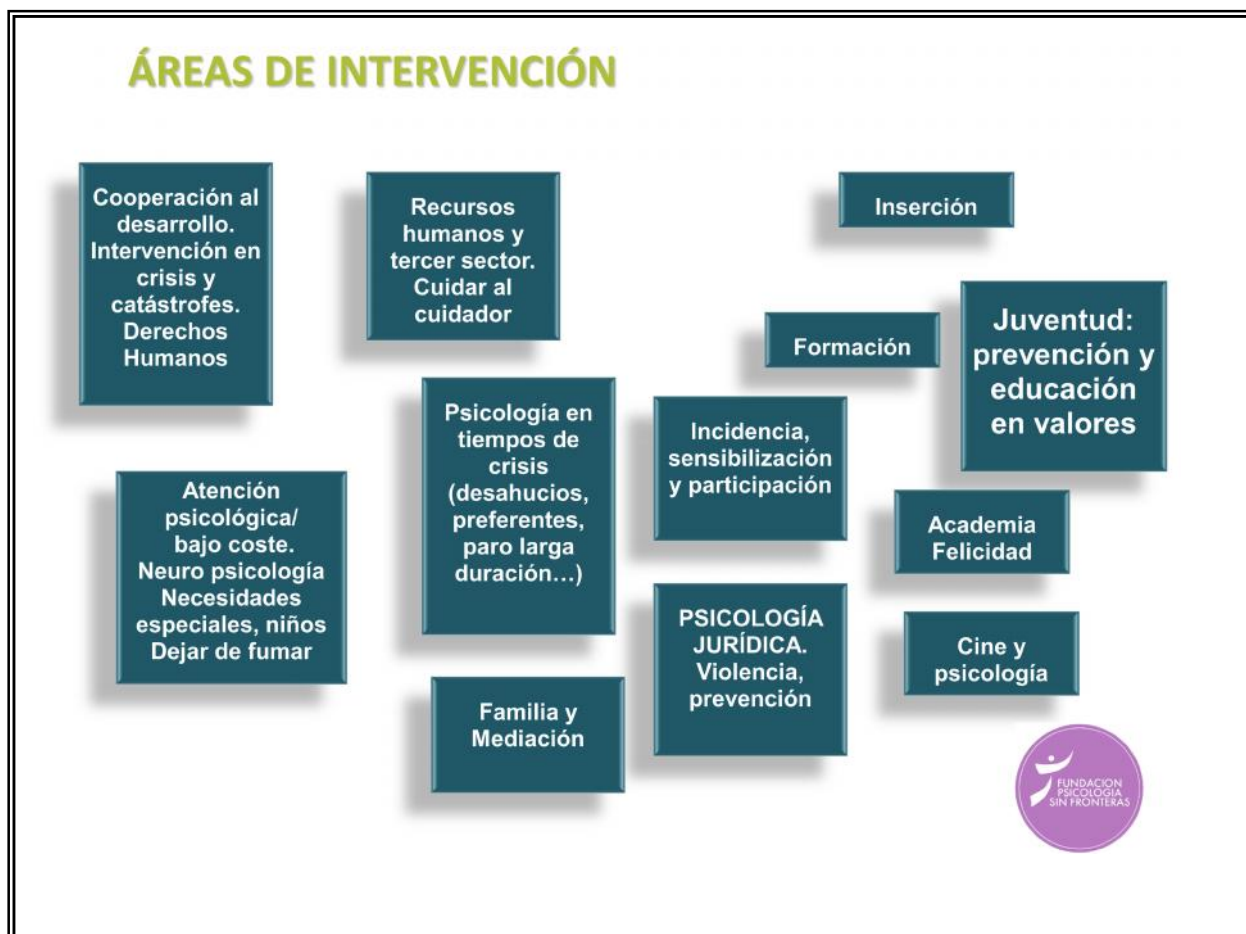 ÁREAS DE INTERVENCIÓN
Cooperación al
desarrollo.
Intervención en
crisis y
catástrofes.
Derechos
Humanos
Recursos
humanos y
tercer sector.
Cuidar al
cuidador
Inserción
Formación
Juventud:
prevención y
educación
en valores
Atención
psicológica/
bajo coste.
Neuro psicología
Necesidades
especiales, niños
Dejar de fumar
Psicología en
tiempos de
crisis
(desahucios,
preferentes,
paro larga
duración...)
Incidencia,
sensibilización
y participación
Academia
Felicidad
Familia y
Mediación
PSICOLOGÍA
JURÍDICA.
Violencia,
prevención
Cine y
psicología
FUNDACION
PSICOLOGIA
SIN FRONTERAS